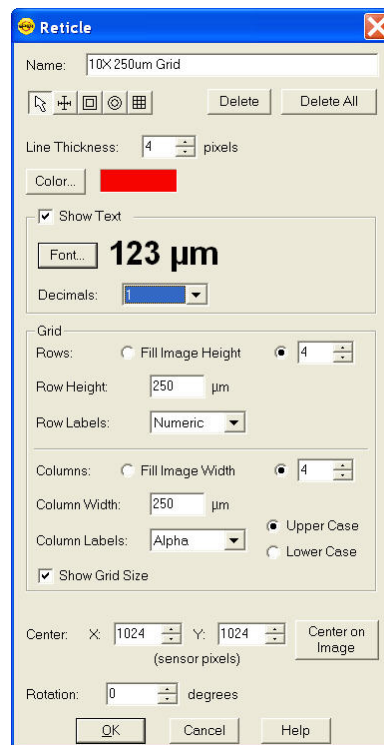 Reticle
Name: 10X 250um Grid
Delete Delete All
Line Thickness: 4 pixels
Color...
Show Text
Font... 123 µm
Decimals: 1
Grid
Rows: Fill Image Height 4
Row Height: 250 µm
Row Labels: Numeric
Columns: Fill Image Width 4
Column Width: 250 µm
Upper Case
Column Labels: Alpha
Lower Case
Show Grid Size
Center: X: 1024 Y: 1024 Center on Image
(sensor pixels)
Rotation: 0 degrees
OK Cancel Help